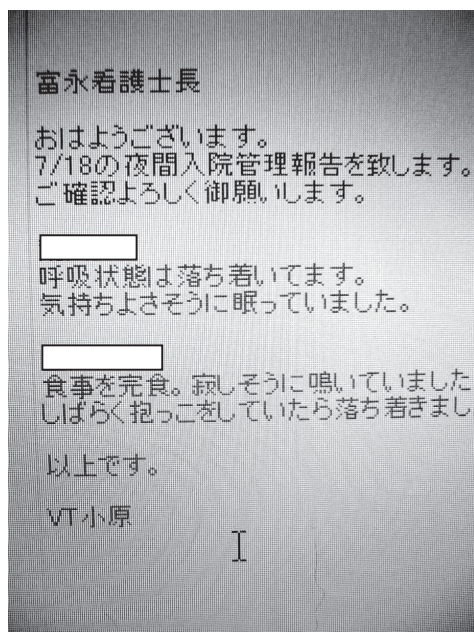 富永看護士長
おはようございます。
7/18の夜間入院管理報告を致します。
ご確認よろしく御願いします。
呼吸状態は落ち着いてます。
気持ちよさそうに眠っていました。
食事を完食。寂しそうに鳴いていました
しばらく抱っこをしていたら落ち着きまし
以上です。
VT小原